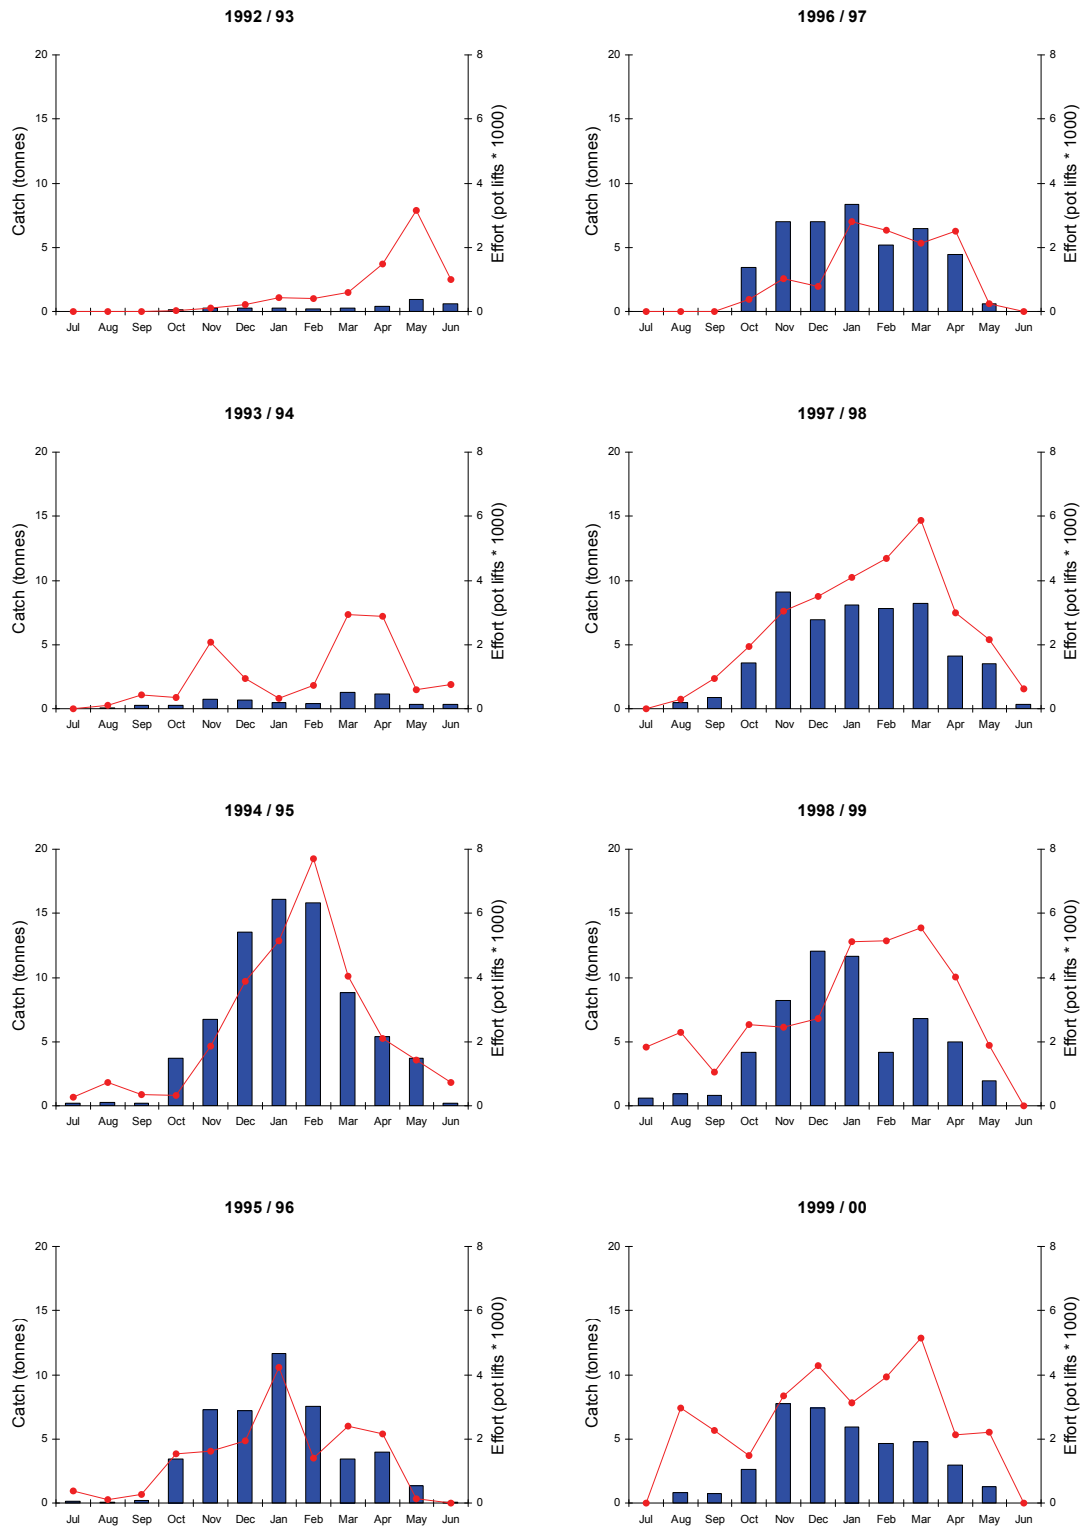 1992 / 93
20
15
10
5
0
Catch (tonnes)
8
6
4
2
0
Effort (pot lifts * 1000)
Jul Aug Sep Oct Nov Dec Jan Feb Mar Apr May Jun
1993 / 94
20
15
10
5
0
Catch (tonnes)
8
6
4
2
0
Effort (pot lifts * 1000)
Jul Aug Sep Oct Nov Dec Jan Feb Mar Apr May Jun
1994 / 95
20
15
10
5
0
Catch (tonnes)
8
6
4
2
0
Effort (pot lifts * 1000)
Jul Aug Sep Oct Nov Dec Jan Feb Mar Apr May Jun
1995 / 96
20
15
10
5
0
Catch (tonnes)
8
6
4
2
0
Effort (pot lifts * 1000)
Jul Aug Sep Oct Nov Dec Jan Feb Mar Apr May Jun
1996 / 97
20
15
10
5
0
Catch (tonnes)
8
6
4
2
0
Effort (pot lifts * 1000)
Jul Aug Sep Oct Nov Dec Jan Feb Mar Apr May Jun
1997 / 98
20
15
10
5
0
Catch (tonnes)
8
6
4
2
0
Effort (pot lifts * 1000)
Jul Aug Sep Oct Nov Dec Jan Feb Mar Apr May Jun
1998 / 99
20
15
10
5
0
Catch (tonnes)
8
6
4
2
0
Effort (pot lifts * 1000)
Jul Aug Sep Oct Nov Dec Jan Feb Mar Apr May Jun
1999 / 00
20
15
10
5
0
Catch (tonnes)
8
6
4
2
0
Effort (pot lifts * 1000)
Jul Aug Sep Oct Nov Dec Jan Feb Mar Apr May Jun